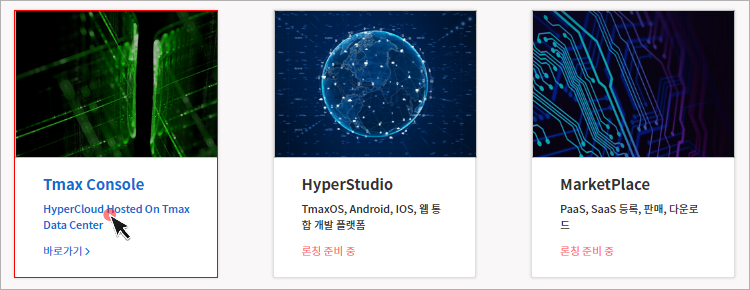 Tmax Console
HyperCloud Hosted On Tmax
Data Center
바로가기 >
HyperStudio
TmaxOS, Android, IOS, 웹 통
합 개발 플랫폼
론칭 준비 중
MarketPlace
PaaS, SaaS 등록, 판매, 다운로
드
론칭 준비 중